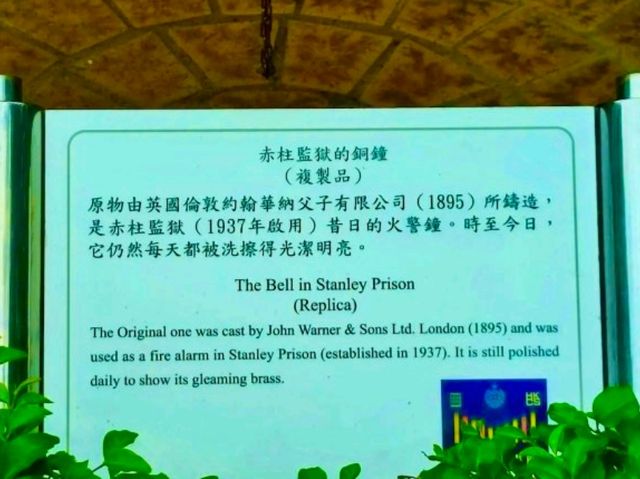 赤柱監獄的銅鐘
（複製品）
原物由英國倫敦約翰華納父子有限公司（1895）所鑄造，
是赤柱監獄（1937年啟用）昔日的火警鐘。時至今日，
它仍然每天都被洗擦得光潔明亮。
The Bell in Stanley Prison
(Replica)
The Original one was cast by John Warner & Sons Ltd. London (1895) and was
used as a fire alarm in Stanley Prison (established in 1937). It is still polished
daily to show its gleaming brass.